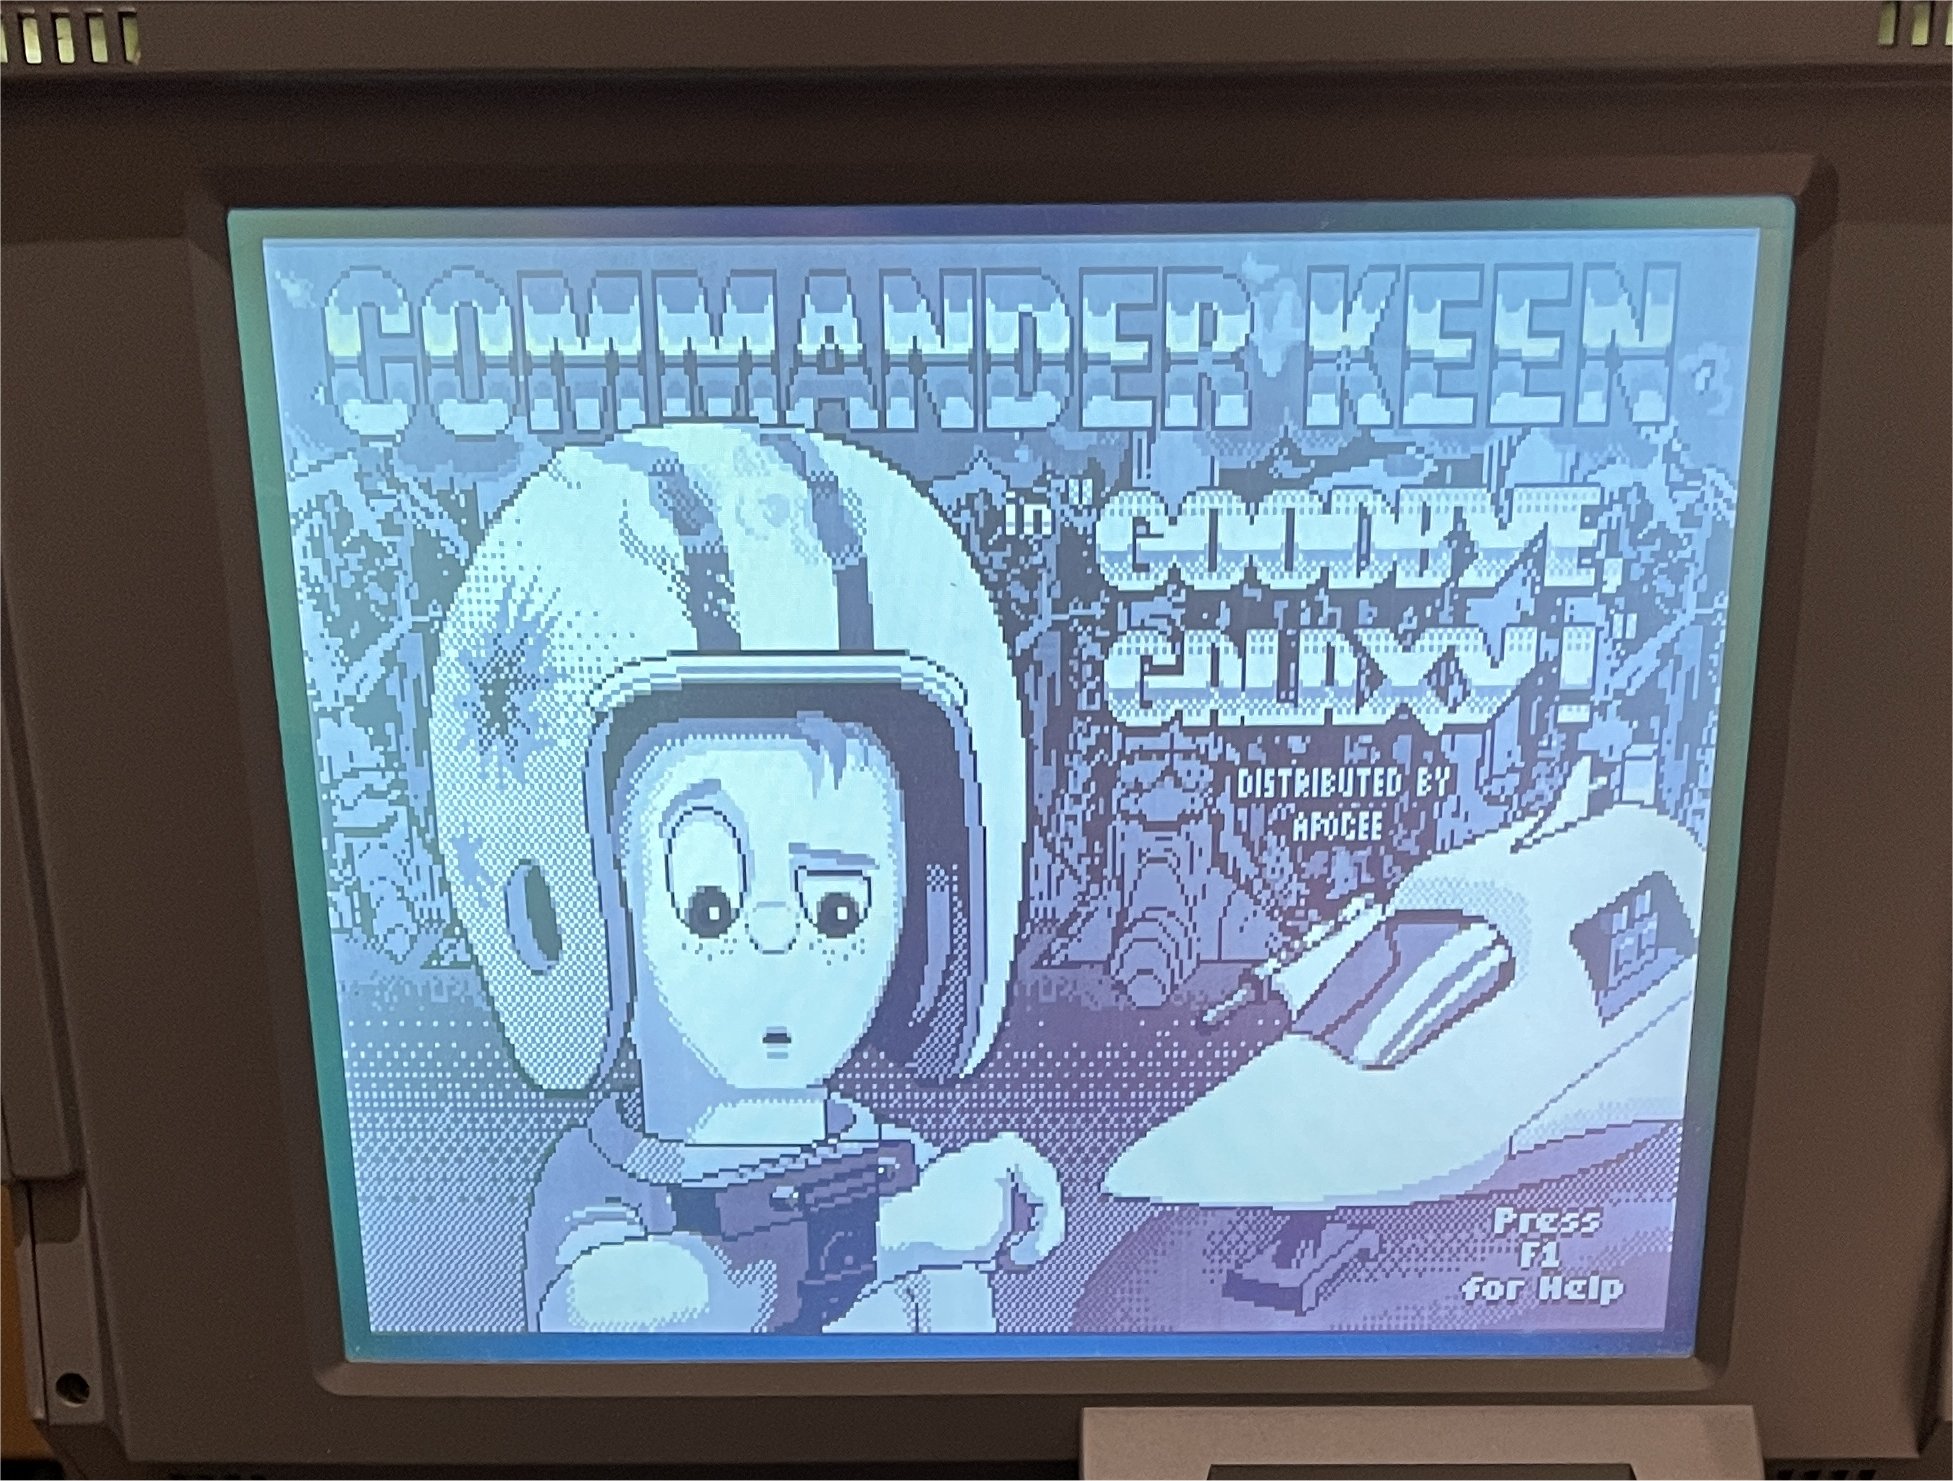 COMMANDER KEEN
in "GOODBYE,
GALAXY!"
DISTRIBUTED BY
APOGEE
Press
F1
for Help